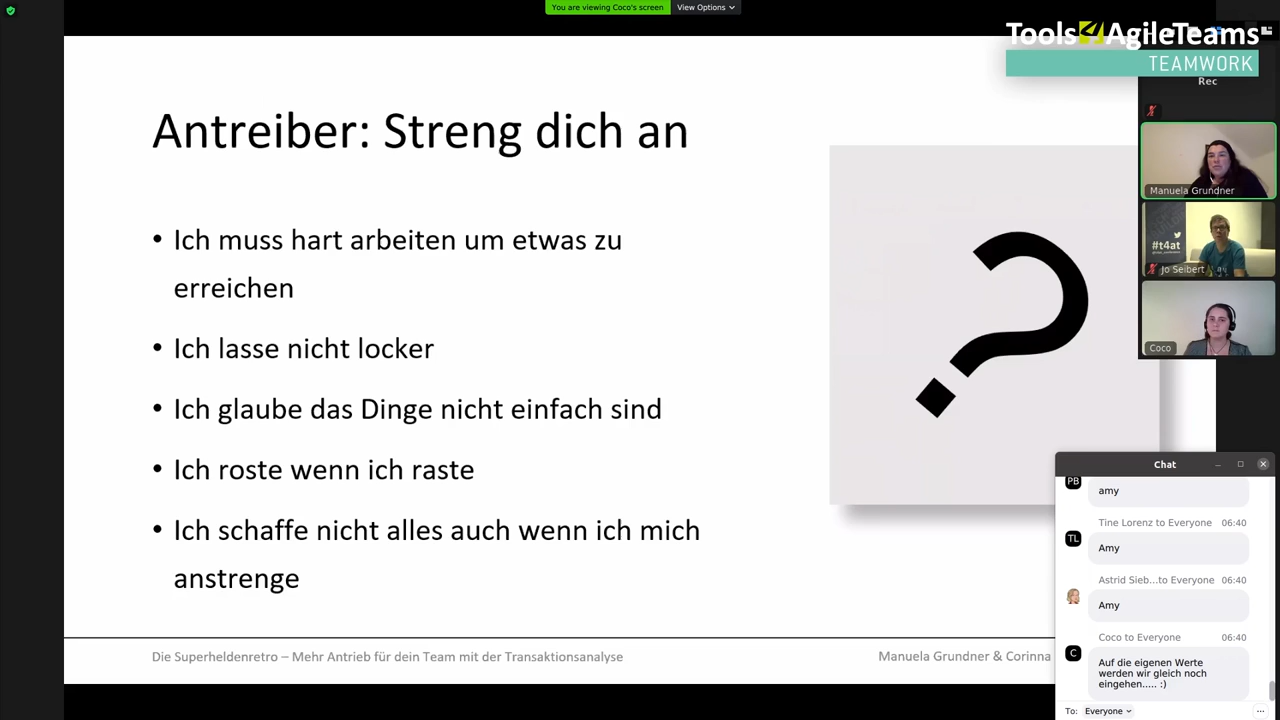 You are viewing Coco's screen
View Options
Tools4AgileTeams
TEAMWORK
Rec
Antreiber: Streng dich an
• Ich muss hart arbeiten um etwas zu
erreichen
• Ich lasse nicht locker
• Ich glaube das Dinge nicht einfach sind
• Ich roste wenn ich raste
• Ich schaffe nicht alles auch wenn ich mich
anstrenge
?
Die Superheldenretro – Mehr Antrieb für dein Team mit der Transaktionsanalyse
Manuela Grundner & Corinna
Manuela Grundner
#t4at
Jo Seibert
Coco
Chat
PB
amy
Tine Lorenz to Everyone 06:40
TL
Amy
Astrid Sieb...to Everyone 06:40
Amy
Coco to Everyone 06:40
C
Auf die eigenen Werte
werden wir gleich noch
eingehen..... :)
To: Everyone